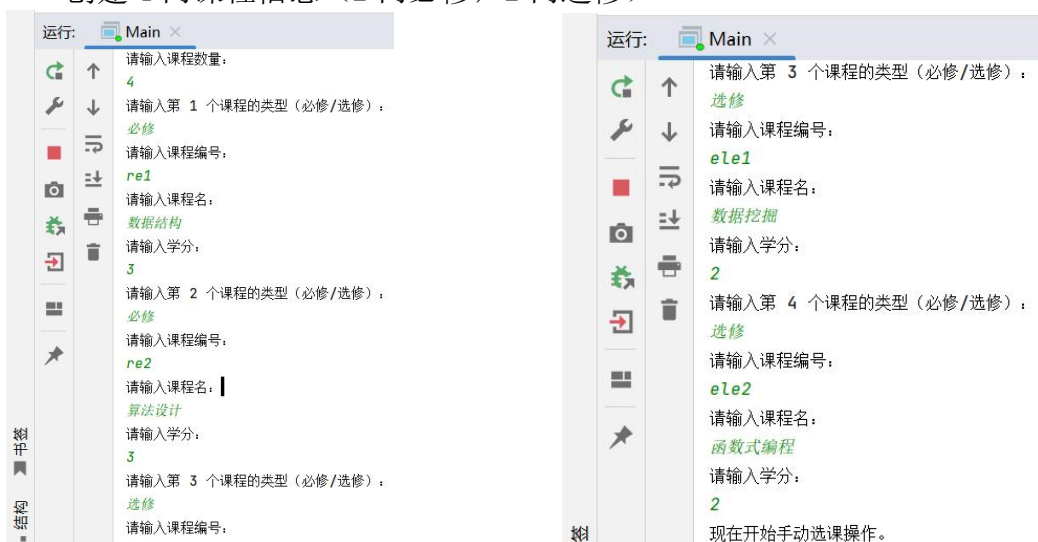 运行: Main ×
请输入课程数量:
4
请输入第 1 个课程的类型（必修/选修）:
必修
请输入课程编号:
re1
请输入课程名:
数据结构
请输入学分:
3
请输入第 2 个课程的类型（必修/选修）:
必修
请输入课程编号:
re2
请输入课程名:
算法设计
请输入学分:
3
请输入第 3 个课程的类型（必修/选修）:
选修
请输入课程编号:
书签
结构
运行: Main ×
请输入第 3 个课程的类型（必修/选修）:
选修
请输入课程编号:
ele1
请输入课程名:
数据挖掘
请输入学分:
2
请输入第 4 个课程的类型（必修/选修）:
选修
请输入课程编号:
ele2
请输入课程名:
函数式编程
请输入学分:
2
现在开始手动选课操作。
签